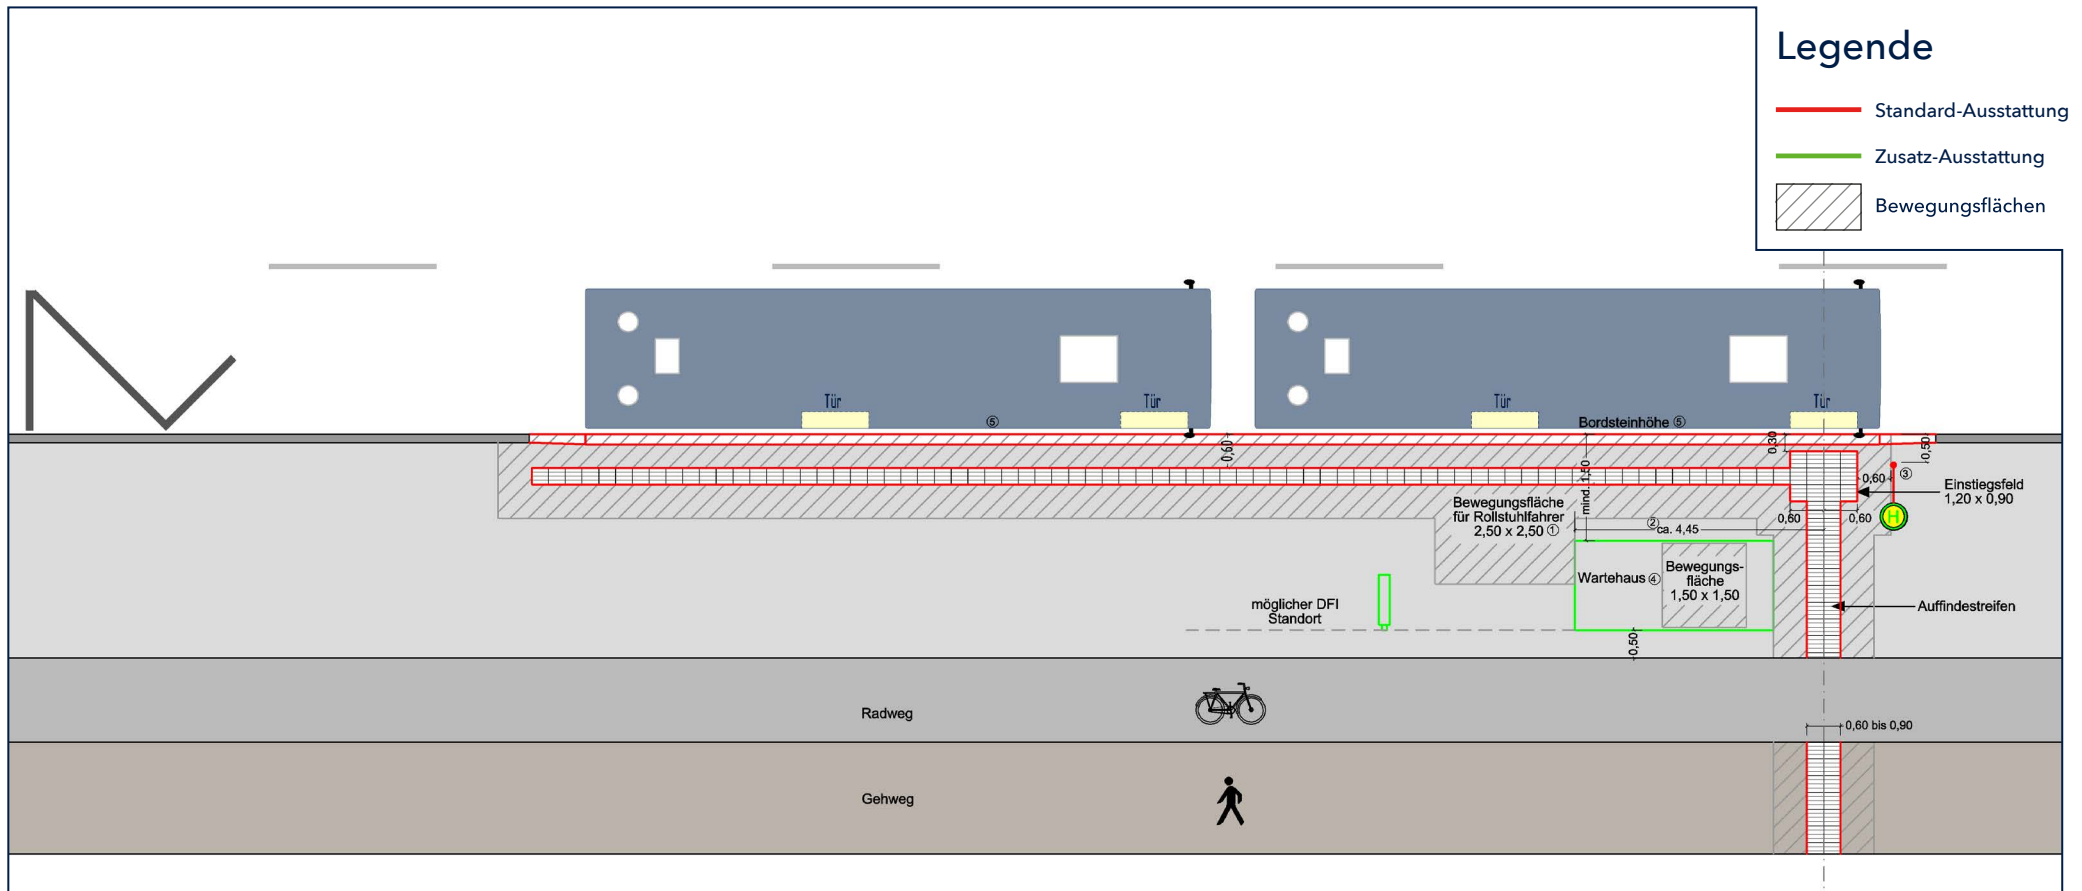 Legende
Standard-Ausstattung
Zusatz-Ausstattung
Bewegungsflächen
Tür
Tür
Tür
Tür
⑤
Bordsteinhöhe ⑤
0,60
mind. 1,50
0,30
0,50
③
0,60
Einstiegsfeld
1,20 x 0,90
Bewegungsfläche
für Rollstuhlfahrer
2,50 x 2,50 ①
②
ca. 4,45
0,60
0,60
H
Wartehaus ④
Bewegungs-
fläche
1,50 x 1,50
möglicher DFI
Standort
Auffindestreifen
0,50
Radweg
0,60 bis 0,90
Gehweg